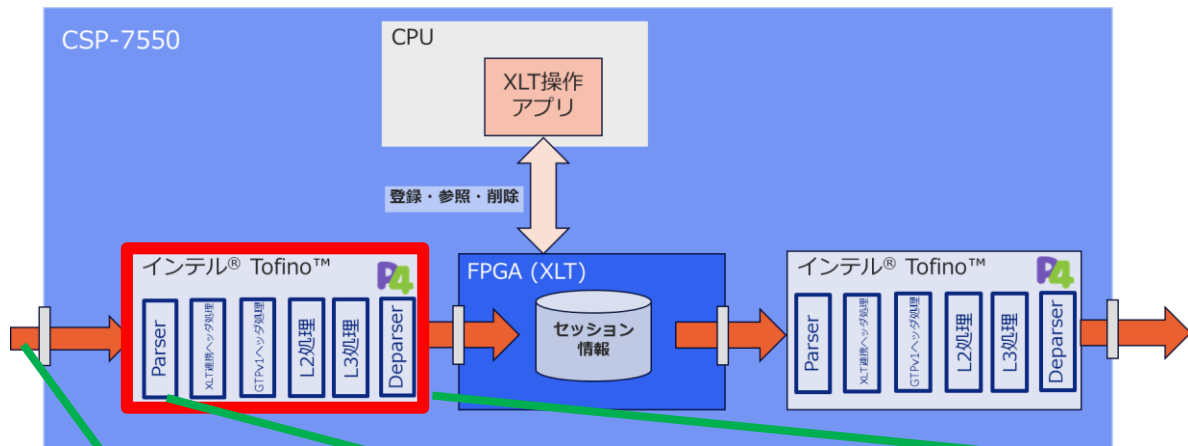 CSP-7550
CPU
XLT操作
アプリ
登録・参照・削除
インテル® Tofino™
P4
Parser
XLT連携ヘッダ処理
GTPv1ヘッダ処理
L2処理
L3処理
Deparser
FPGA (XLT)
セッション
情報
インテル® Tofino™
P4
Parser
XLT連携ヘッダ処理
GTPv1ヘッダ処理
L2処理
L3処理
Deparser